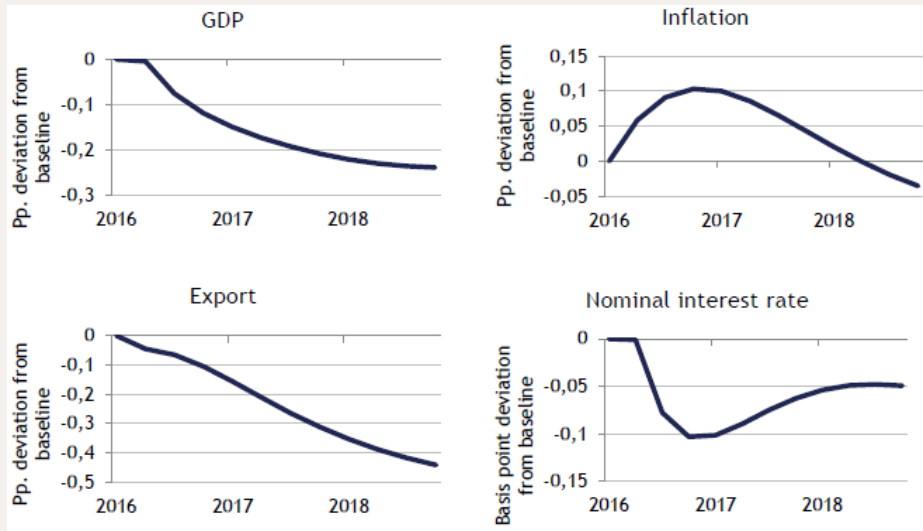 GDP
Pp. deviation from
baseline
0
-0,1
-0,2
-0,3
2016
2017
2018
Inflation
Pp. deviation from
baseline
0,15
0,1
0,05
0
-0,05
2016
2017
2018
Export
Pp. deviation from
baseline
0
-0,1
-0,2
-0,3
-0,4
-0,5
2016
2017
2018
Nominal interest rate
Basis point deviation
from baseline
0
-0,05
-0,1
-0,15
2016
2017
2018